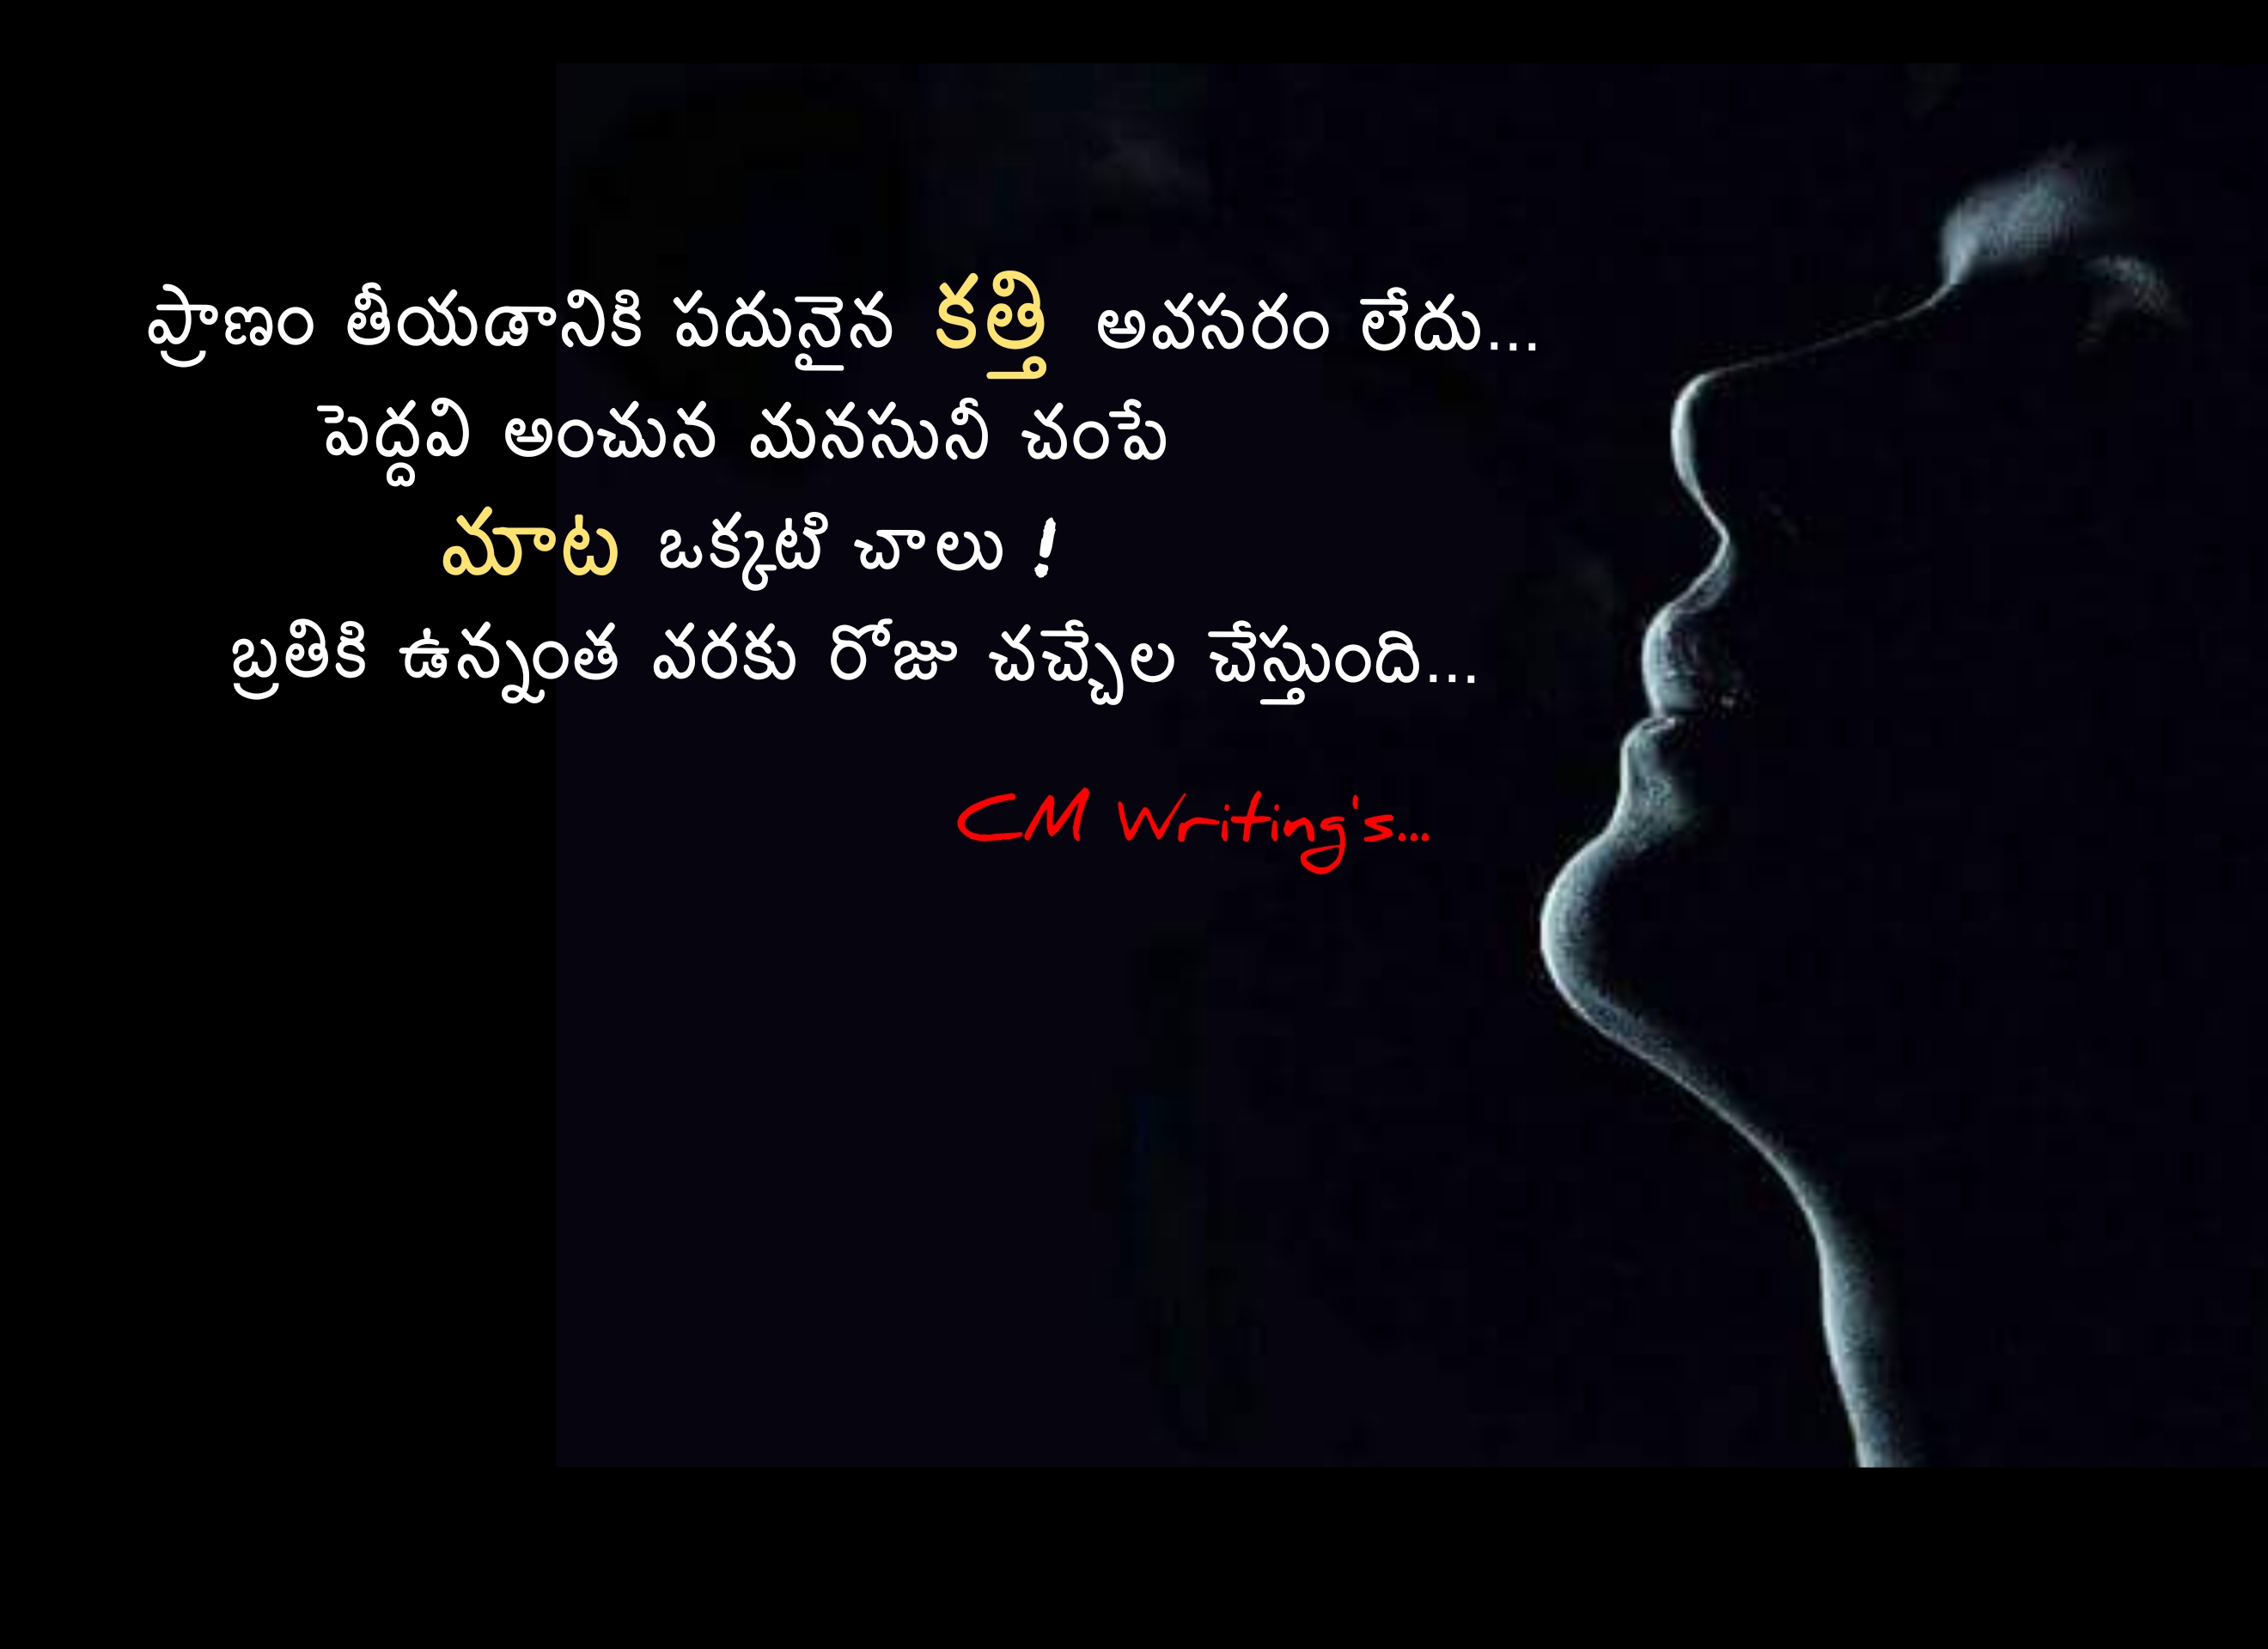 ప్రాణం తీయడానికి పదునైన కత్తి అవసరం లేదు...
పెద్దవి అంచున మనసునీ చంపే
మాట ఒక్కటి చాలు !
బ్రతికి ఉన్నంత వరకు రోజు చచ్చేల చేస్తుంది...
CM Writing's...